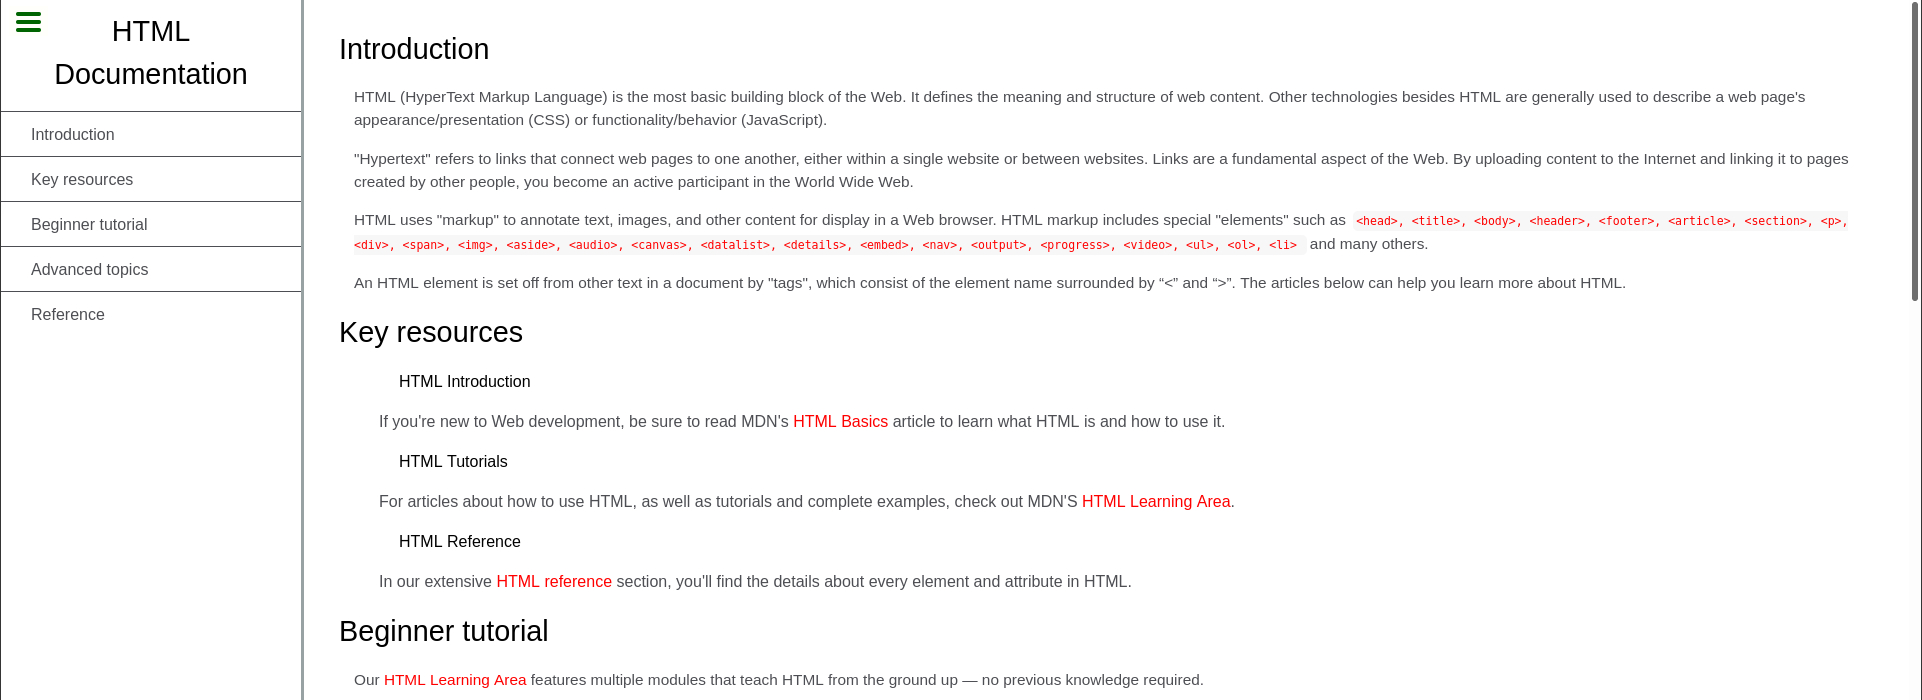 HTML
Documentation
Introduction
Key resources
Beginner tutorial
Advanced topics
Reference
Introduction
HTML (HyperText Markup Language) is the most basic building block of the Web. It defines the meaning and structure of web content. Other technologies besides HTML are generally used to describe a web page's
appearance/presentation (CSS) or functionality/behavior (JavaScript).
"Hypertext" refers to links that connect web pages to one another, either within a single website or between websites. Links are a fundamental aspect of the Web. By uploading content to the Internet and linking it to pages
created by other people, you become an active participant in the World Wide Web.
HTML uses "markup" to annotate text, images, and other content for display in a Web browser. HTML markup includes special "elements" such as <head>, <title>, <body>, <header>, <footer>, <article>, <section>, <p>,
<div>, <span>, <img>, <aside>, <audio>, <canvas>, <datalist>, <details>, <embed>, <nav>, <output>, <progress>, <video>, <ul>, <ol>, <li> and many others.
An HTML element is set off from other text in a document by "tags", which consist of the element name surrounded by “<” and “>”. The articles below can help you learn more about HTML.
Key resources
HTML Introduction
If you're new to Web development, be sure to read MDN's HTML Basics article to learn what HTML is and how to use it.
HTML Tutorials
For articles about how to use HTML, as well as tutorials and complete examples, check out MDN'S HTML Learning Area.
HTML Reference
In our extensive HTML reference section, you'll find the details about every element and attribute in HTML.
Beginner tutorial
Our HTML Learning Area features multiple modules that teach HTML from the ground up — no previous knowledge required.